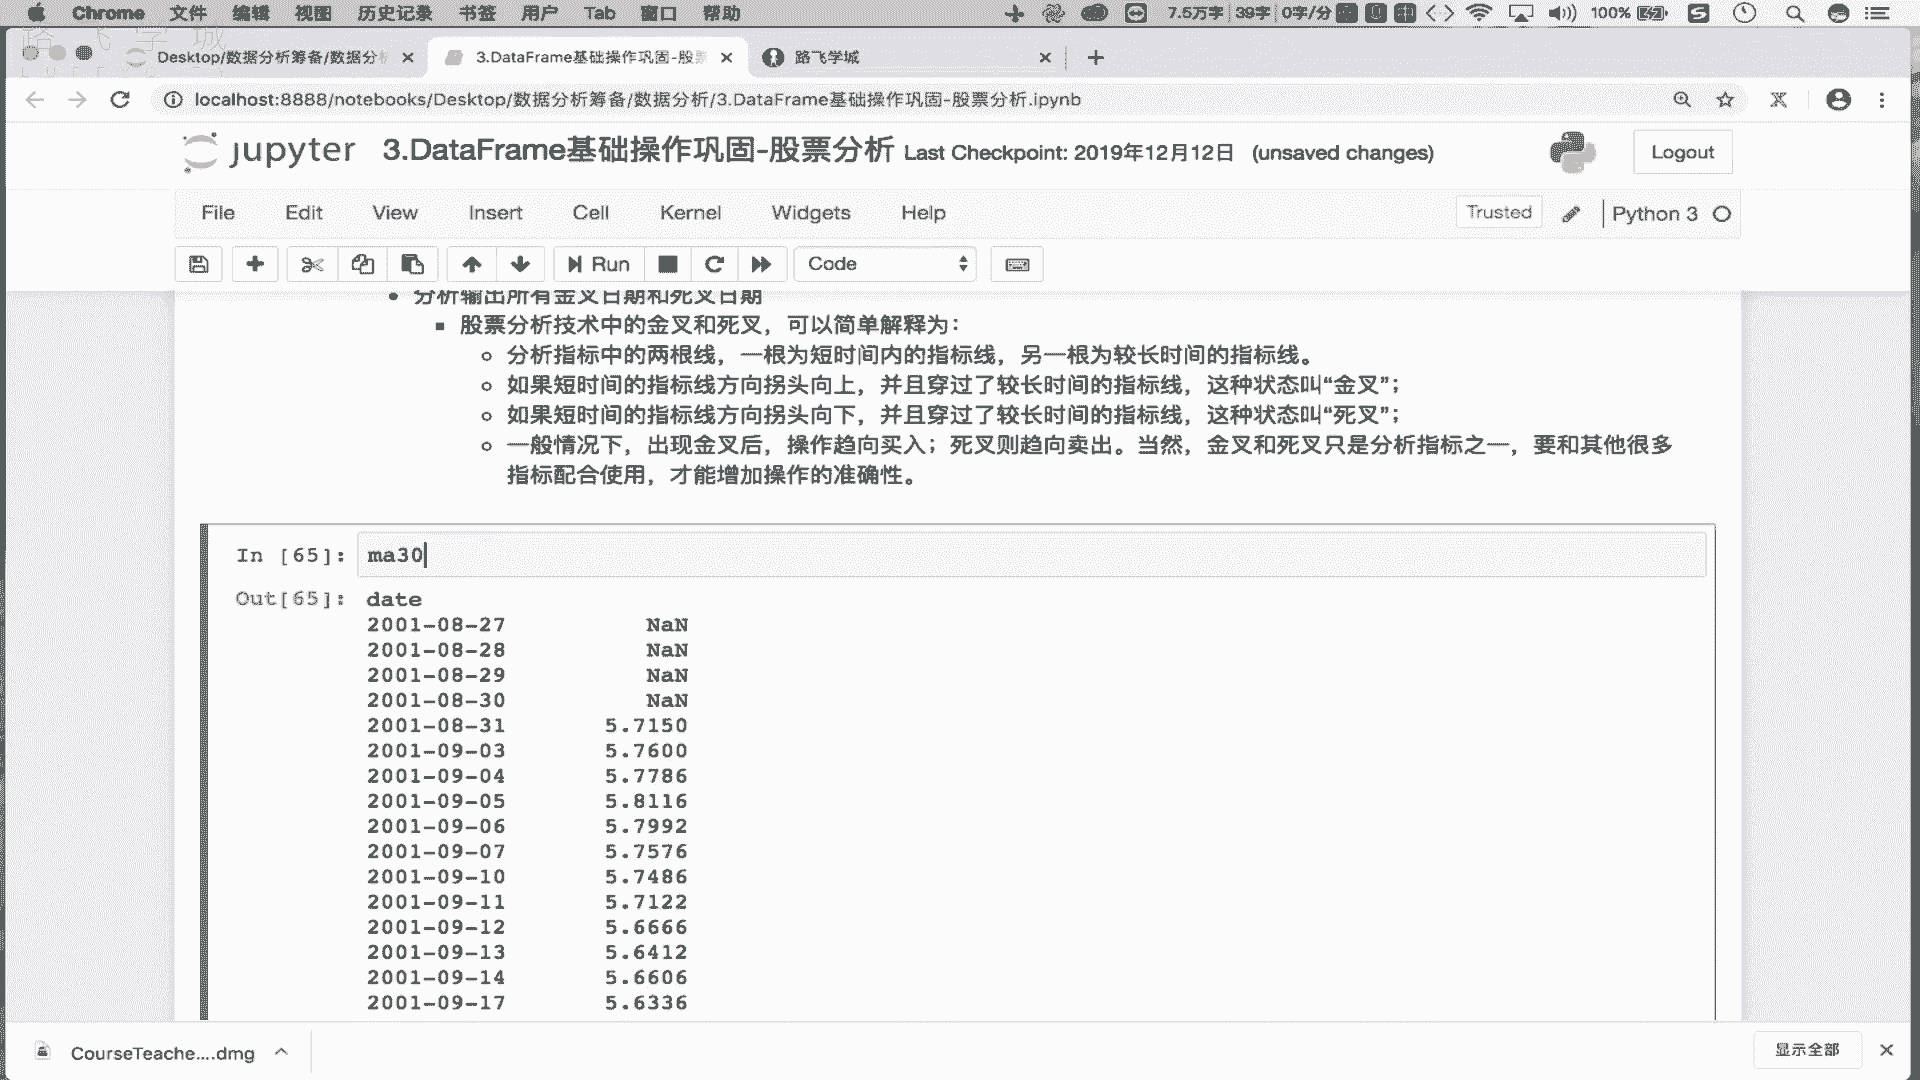 Chrome 文件 编辑 视图 历史记录 书签 用户 Tab 窗口 帮助 7.5万字 39字 0字/分 100%
路飞学城
Desktop/数据分析筹备/数据分析 3.DataFrame基础操作巩固-股票 路飞学城
localhost:8888/notebooks/Desktop/数据分析筹备/数据分析/3.DataFrame基础操作巩固-股票分析.ipynb
jupyter 3.DataFrame基础操作巩固-股票分析 Last Checkpoint: 2019年12月12日 (unsaved changes) Logout
File Edit View Insert Cell Kernel Widgets Help Trusted Python 3
Run Code
分析输出所有金叉日期和死叉日期
股票分析技术中的金叉和死叉，可以简单解释为：
分析指标中的两根线，一根为短时间内的指标线，另一根为较长时间的指标线。
如果短时间的指标线方向拐头向上，并且穿过了较长时间的指标线，这种状态叫“金叉”；
如果短时间的指标线方向拐头向下，并且穿过了较长时间的指标线，这种状态叫“死叉”；
一般情况下，出现金叉后，操作趋向买入；死叉则趋向卖出。当然，金叉和死叉只是分析指标之一，要和其他很多
指标配合使用，才能增加操作的准确性。
In [65]: ma30
Out[65]: date
2001-08-27 NaN
2001-08-28 NaN
2001-08-29 NaN
2001-08-30 NaN
2001-08-31 5.7150
2001-09-03 5.7600
2001-09-04 5.7786
2001-09-05 5.8116
2001-09-06 5.7992
2001-09-07 5.7576
2001-09-10 5.7486
2001-09-11 5.7122
2001-09-12 5.6666
2001-09-13 5.6412
2001-09-14 5.6606
2001-09-17 5.6336
CourseTeache....dmg 显示全部